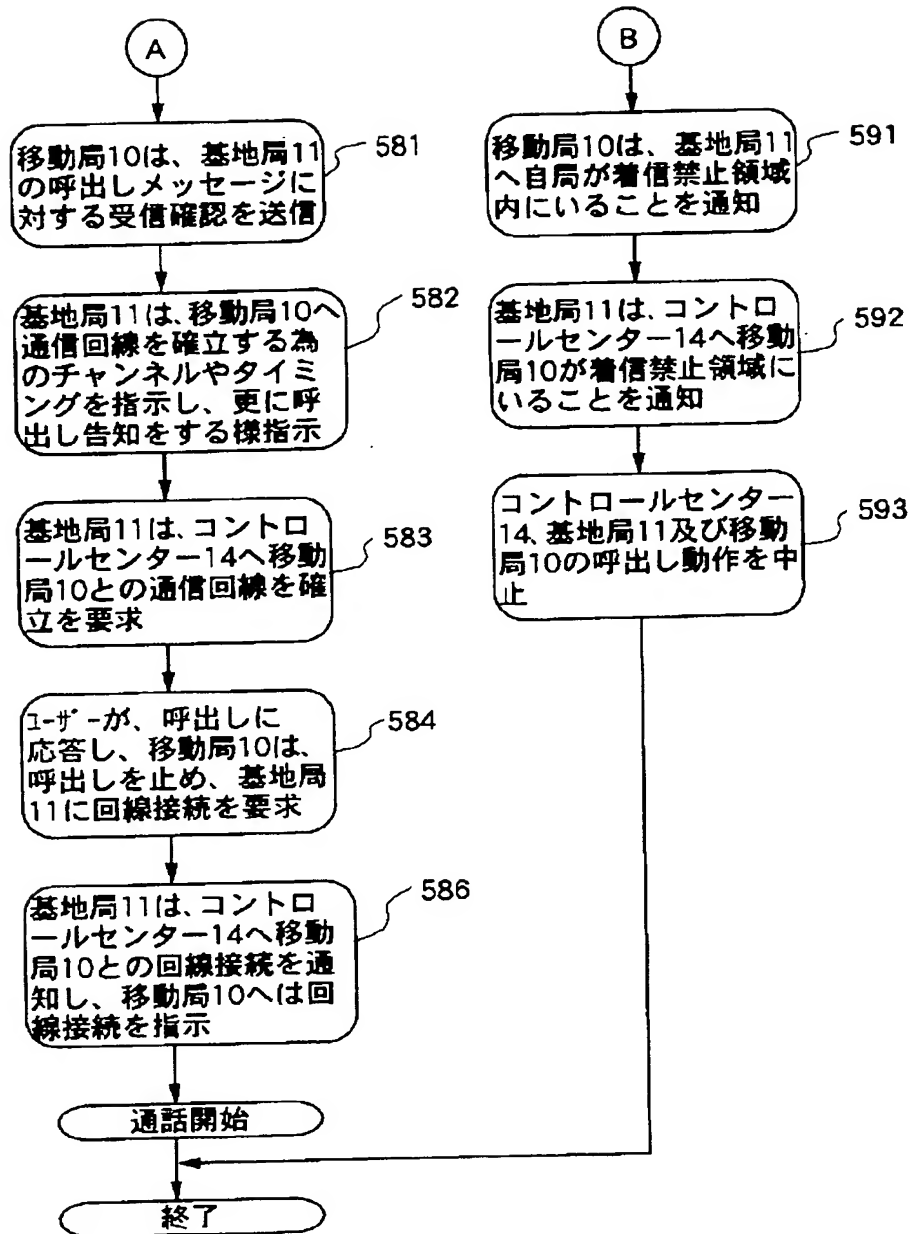 A
移動局10は、基地局11
の呼出しメッセージに
対する受信確認を送信
581
基地局11は、移動局10へ
通信回線を確立する為
のチャンネルやタイミ
ングを指示し、更に呼
出し告知をする様指示
582
基地局11は、コントロ
ールセンター14へ移動
局10との通信回線を確
立を要求
583
ユーザーが、呼出しに
応答し、移動局10は、
呼出しを止め、基地局
11に回線接続を要求
584
基地局11は、コントロ
ールセンター14へ移動
局10との回線接続を通
知し、移動局10へは回
線接続を指示
586
通話開始
終了
B
移動局10は、基地局11
へ自局が着信禁止領域
内にいることを通知
591
基地局11は、コントロ
ールセンター14へ移動
局10が着信禁止領域に
いることを通知
592
コントロールセンター
14、基地局11及び移動
局10の呼出し動作を中
止
593